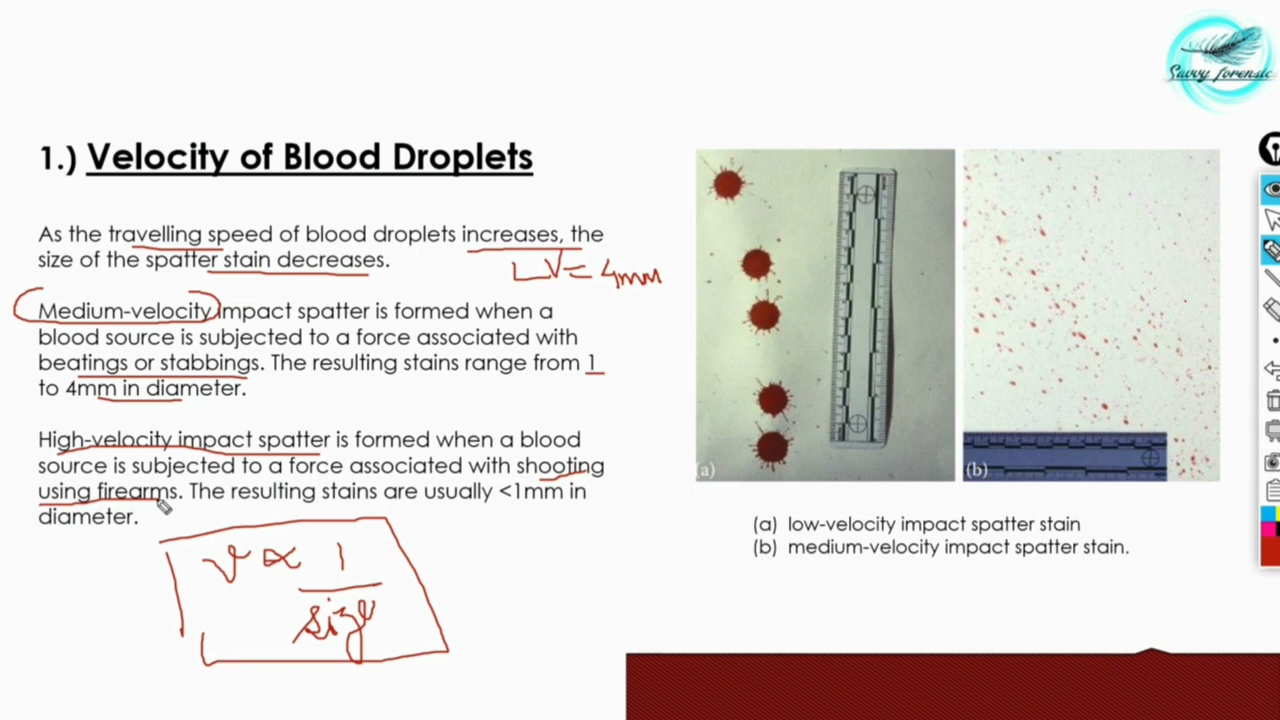 Savvy forensic
1.) Velocity of Blood Droplets
As the travelling speed of blood droplets increases, the
size of the spatter stain decreases.
LV = 4mm
Medium-velocity impact spatter is formed when a
blood source is subjected to a force associated with
beatings or stabbings. The resulting stains range from 1
to 4mm in diameter.
High-velocity impact spatter is formed when a blood
source is subjected to a force associated with shooting
using firearms. The resulting stains are usually <1mm in
diameter.
v ∝ 1
size
(a)
(b)
(a) low-velocity impact spatter stain
(b) medium-velocity impact spatter stain.